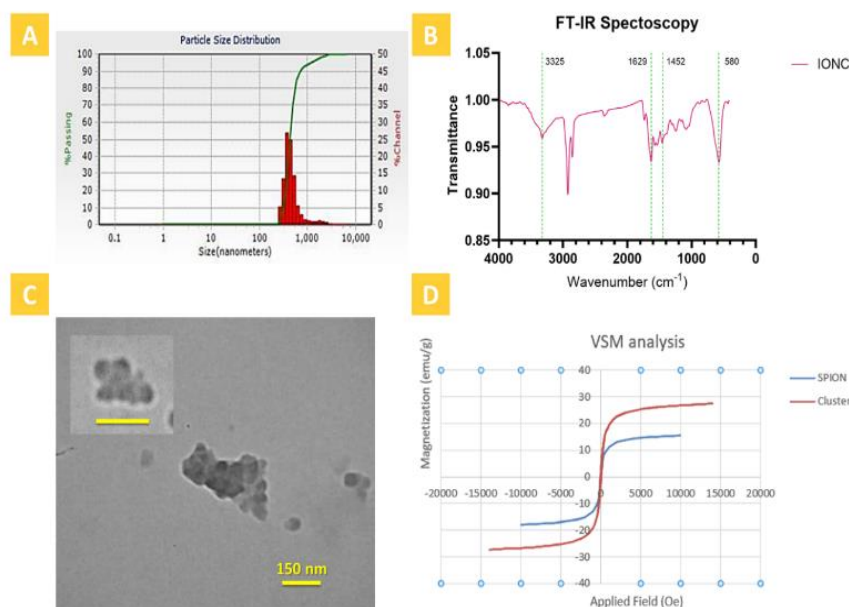 A
Particle Size Distribution
100
90
80
70
60
50
40
30
20
10
0
%Passing
50
45
40
35
30
25
20
15
10
5
0
%Channel
0.1 1 10 100 1,000 10,000
Size(nanometers)
B
FT-IR Spectoscopy
3325 1629 1452 580
IONC
1.05
1.00
0.95
0.90
0.85
Transmittance
4000 3000 2000 1000 0
Wavenumber (cm-1)
C
150 nm
D
VSM analysis
Magnetization (emu/g)
SPION
Cluster
40
30
20
10
0
-10
-20
-30
-40
-20000 -15000 -10000 -5000 0 5000 10000 15000 20000
Applied Field (Oe)